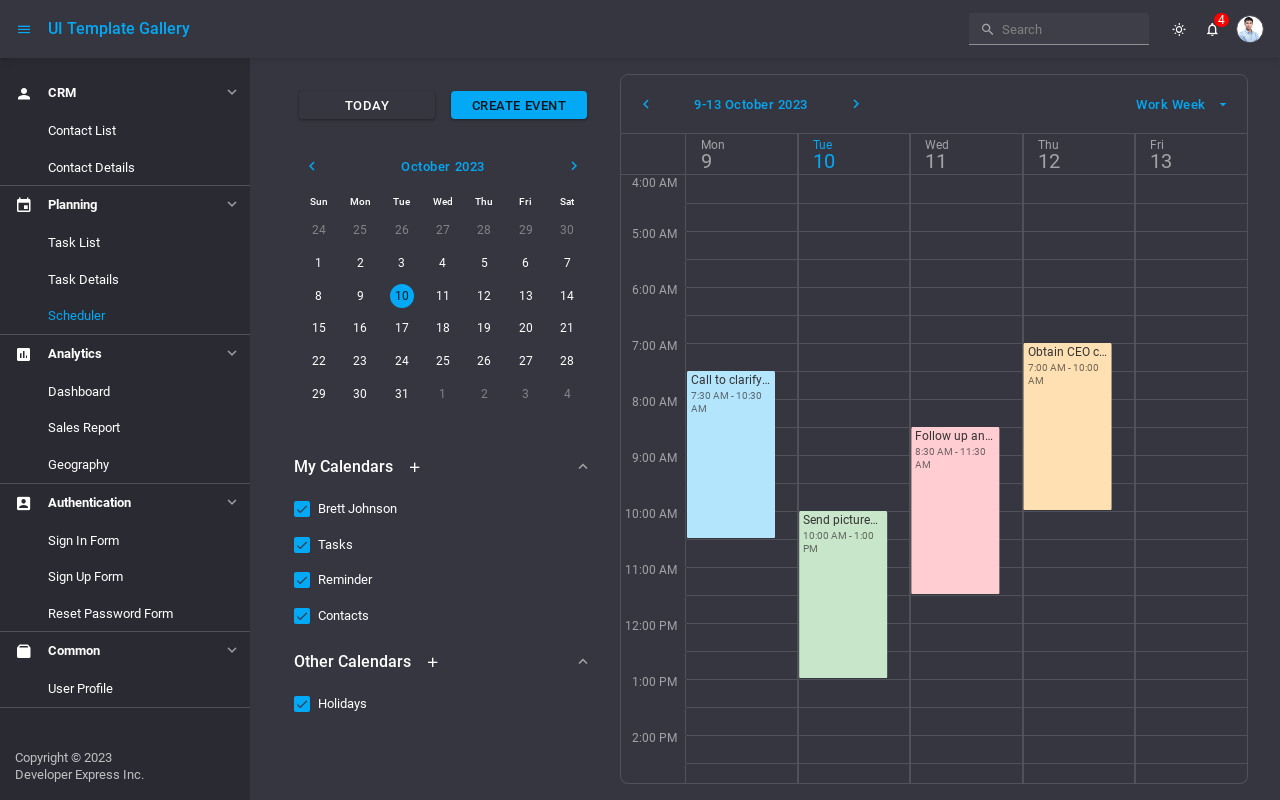 UI Template Gallery
Search
4
CRM
Contact List
Contact Details
Planning
Task List
Task Details
Scheduler
Analytics
Dashboard
Sales Report
Geography
Authentication
Sign In Form
Sign Up Form
Reset Password Form
Common
User Profile
Copyright © 2023
Developer Express Inc.
TODAY
CREATE EVENT
October 2023
Sun Mon Tue Wed Thu Fri Sat
24 25 26 27 28 29 30
1 2 3 4 5 6 7
8 9 10 11 12 13 14
15 16 17 18 19 20 21
22 23 24 25 26 27 28
29 30 31 1 2 3 4
My Calendars
Brett Johnson
Tasks
Reminder
Contacts
Other Calendars
Holidays
9-13 October 2023
Work Week
Mon Tue Wed Thu Fri
9 10 11 12 13
4:00 AM
5:00 AM
6:00 AM
7:00 AM
8:00 AM
9:00 AM
10:00 AM
11:00 AM
12:00 PM
1:00 PM
2:00 PM
Call to clarify...
7:30 AM - 10:30
AM
Send picture...
10:00 AM - 1:00
PM
Follow up an...
8:30 AM - 11:30
AM
Obtain CEO c...
7:00 AM - 10:00
AM